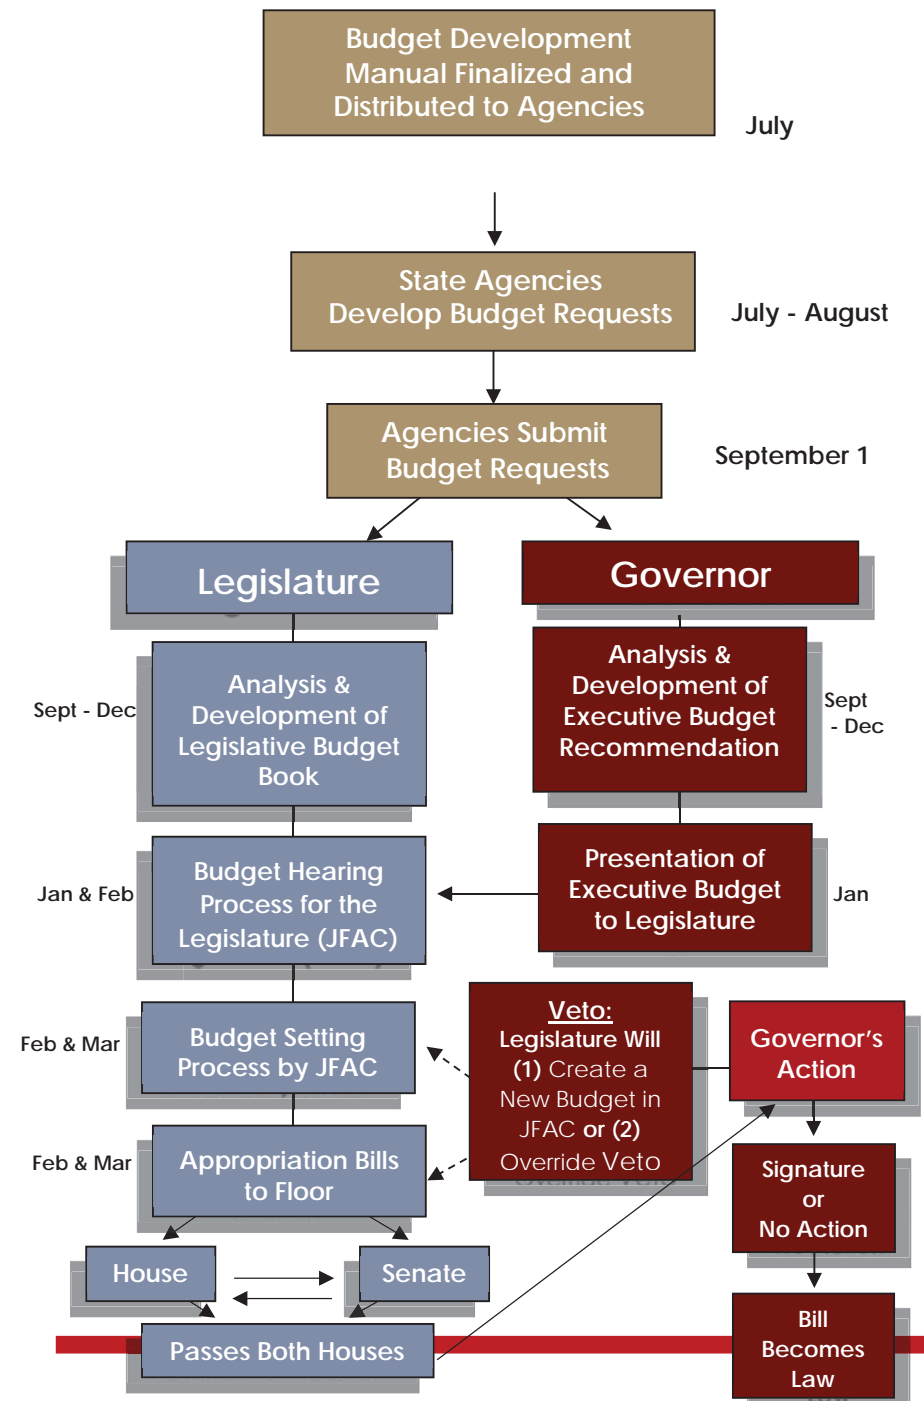 Budget Development
Manual Finalized and
Distributed to Agencies
July
State Agencies
Develop Budget Requests
July - August
Agencies Submit
Budget Requests
September 1
Legislature
Governor
Sept - Dec
Analysis &
Development of
Legislative Budget
Book
Analysis &
Development of
Executive Budget
Recommendation
Sept
- Dec
Jan & Feb
Budget Hearing
Process for the
Legislature (JFAC)
Presentation of
Executive Budget
to Legislature
Jan
Feb & Mar
Budget Setting
Process by JFAC
Veto:
Legislature Will
(1) Create a
New Budget in
JFAC or (2)
Override Veto
Governor's
Action
Feb & Mar
Appropriation Bills
to Floor
Signature
or
No Action
House
Senate
Passes Both Houses
Bill
Becomes
Law